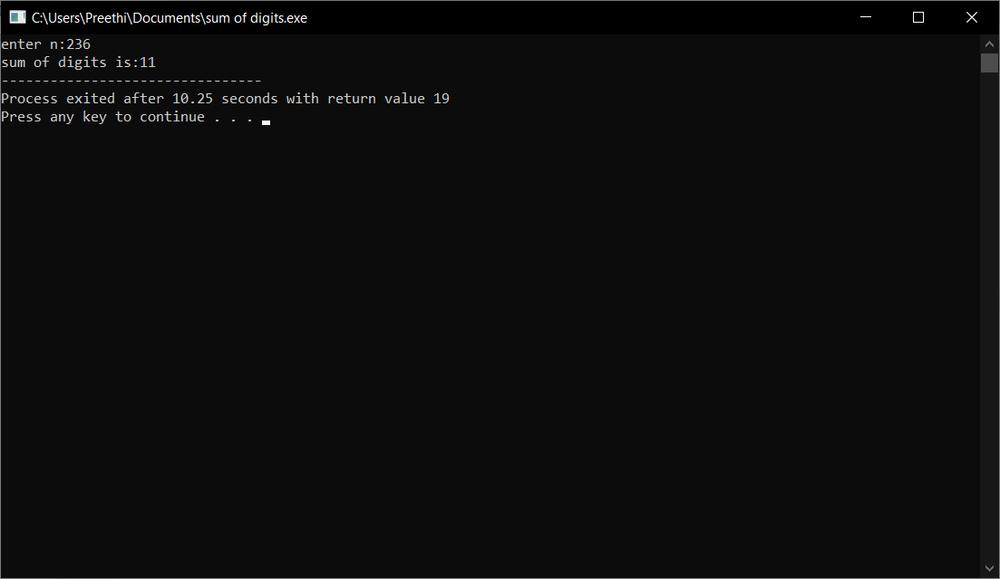 C:\Users\Preethi\Documents\sum of digits.exe
enter n:236
sum of digits is:11
--------------------------------
Process exited after 10.25 seconds with return value 19
Press any key to continue . . .